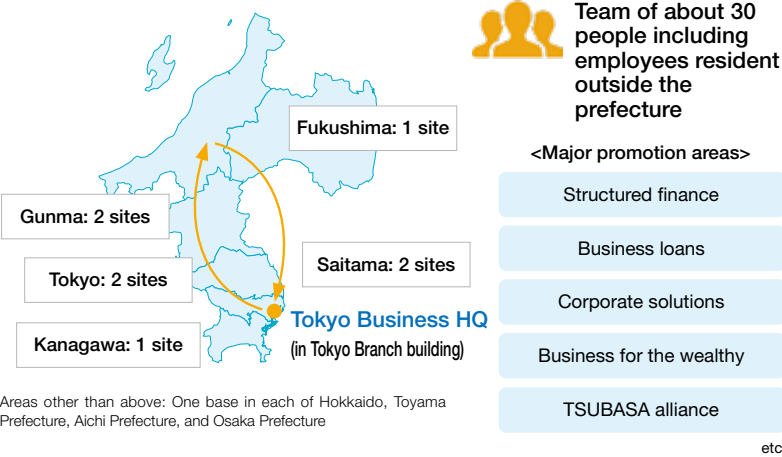 Fukushima: 1 site
Gunma: 2 sites
Saitama: 2 sites
Tokyo: 2 sites
Tokyo Business HQ
(in Tokyo Branch building)
Kanagawa: 1 site
Areas other than above: One base in each of Hokkaido, Toyama
Prefecture, Aichi Prefecture, and Osaka Prefecture
Team of about 30
people including
employees resident
outside the
prefecture
<Major promotion areas>
Structured finance
Business loans
Corporate solutions
Business for the wealthy
TSUBASA alliance
etc